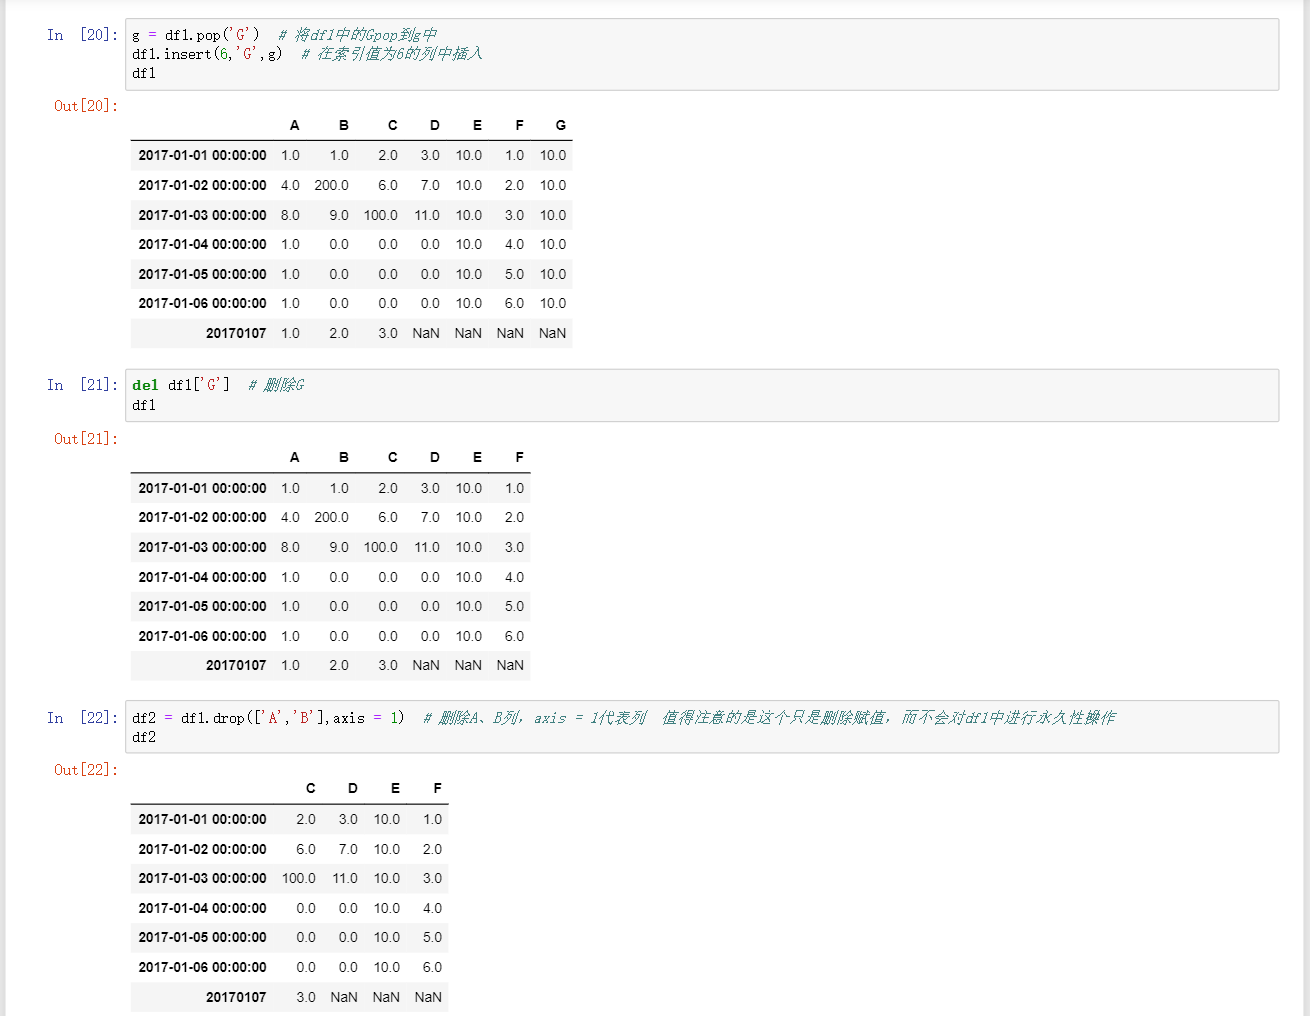 In [20]: g = df1.pop('G')  # 将df1中的Gpop到g中
df1.insert(6,'G',g)  # 在索引值为6的列中插入
df1
Out[20]:
A B C D E F G
2017-01-01 00:00:00 1.0 1.0 2.0 3.0 10.0 1.0 10.0
2017-01-02 00:00:00 4.0 200.0 6.0 7.0 10.0 2.0 10.0
2017-01-03 00:00:00 8.0 9.0 100.0 11.0 10.0 3.0 10.0
2017-01-04 00:00:00 1.0 0.0 0.0 0.0 10.0 4.0 10.0
2017-01-05 00:00:00 1.0 0.0 0.0 0.0 10.0 5.0 10.0
2017-01-06 00:00:00 1.0 0.0 0.0 0.0 10.0 6.0 10.0
20170107 1.0 2.0 3.0 NaN NaN NaN NaN
In [21]: del df1['G']  # 删除G
df1
Out[21]:
A B C D E F
2017-01-01 00:00:00 1.0 1.0 2.0 3.0 10.0 1.0
2017-01-02 00:00:00 4.0 200.0 6.0 7.0 10.0 2.0
2017-01-03 00:00:00 8.0 9.0 100.0 11.0 10.0 3.0
2017-01-04 00:00:00 1.0 0.0 0.0 0.0 10.0 4.0
2017-01-05 00:00:00 1.0 0.0 0.0 0.0 10.0 5.0
2017-01-06 00:00:00 1.0 0.0 0.0 0.0 10.0 6.0
20170107 1.0 2.0 3.0 NaN NaN NaN
In [22]: df2 = df1.drop(['A','B'],axis = 1)  # 删除A、B列，axis = 1代表列  值得注意的是这个只是删除赋值，而不会对df1中进行永久性操作
df2
Out[22]:
C D E F
2017-01-01 00:00:00 2.0 3.0 10.0 1.0
2017-01-02 00:00:00 6.0 7.0 10.0 2.0
2017-01-03 00:00:00 100.0 11.0 10.0 3.0
2017-01-04 00:00:00 0.0 0.0 10.0 4.0
2017-01-05 00:00:00 0.0 0.0 10.0 5.0
2017-01-06 00:00:00 0.0 0.0 10.0 6.0
20170107 3.0 NaN NaN NaN